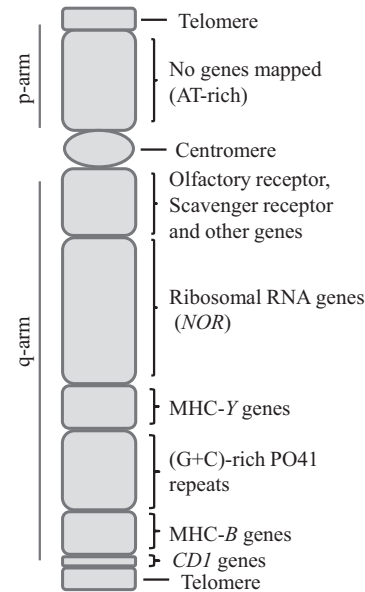 Telomere
p-arm
No genes mapped
(AT-rich)
Centromere
Olfactory receptor,
Scavenger receptor
and other genes
q-arm
Ribosomal RNA genes
(NOR)
MHC-Y genes
(G+C)-rich PO41
repeats
MHC-B genes
CD1 genes
Telomere